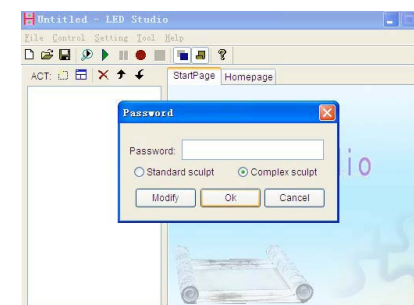 Untitled - LED Studio
File Control Setting Tool Help
ACT:
StartPage Homepage
Password
Password:
Standard sculpt Complex sculpt
Modify Ok Cancel
io